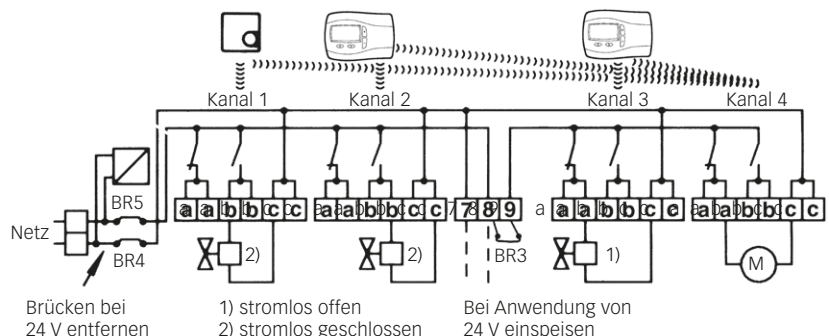 Kanal 1 Kanal 2 Kanal 3 Kanal 4
BR5
a a b b c c a a b b c c 7 8 9 a a b b c c a a b b c c
Netz
BR4
2) 2) BR3 1) M
Brücken bei
24 V entfernen
1) stromlos offen
2) stromlos geschlossen
Bei Anwendung von
24 V einspeisen